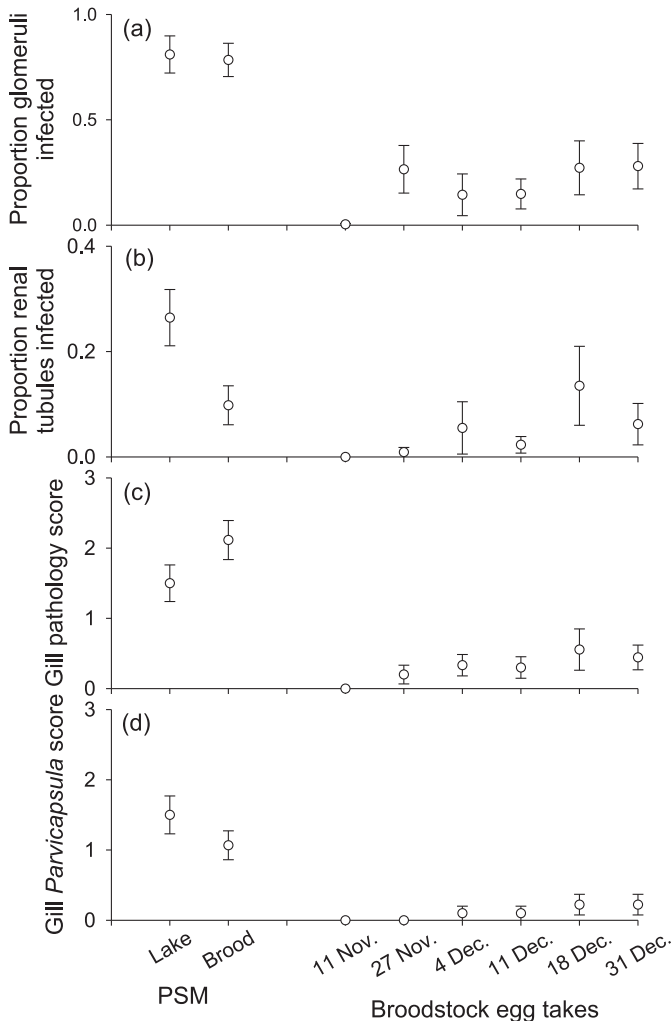 (a)
1.0
0.5
0.0
Proportion glomeruli
infected
(b)
0.4
0.2
0.0
Proportion renal
tubules infected
(c)
3
2
1
0
Gill pathology score
(d)
3
2
1
0
Gill Parvicapsula score
Lake
Brood
11 Nov.
27 Nov.
4 Dec.
11 Dec.
18 Dec.
31 Dec.
PSM
Broodstock egg takes